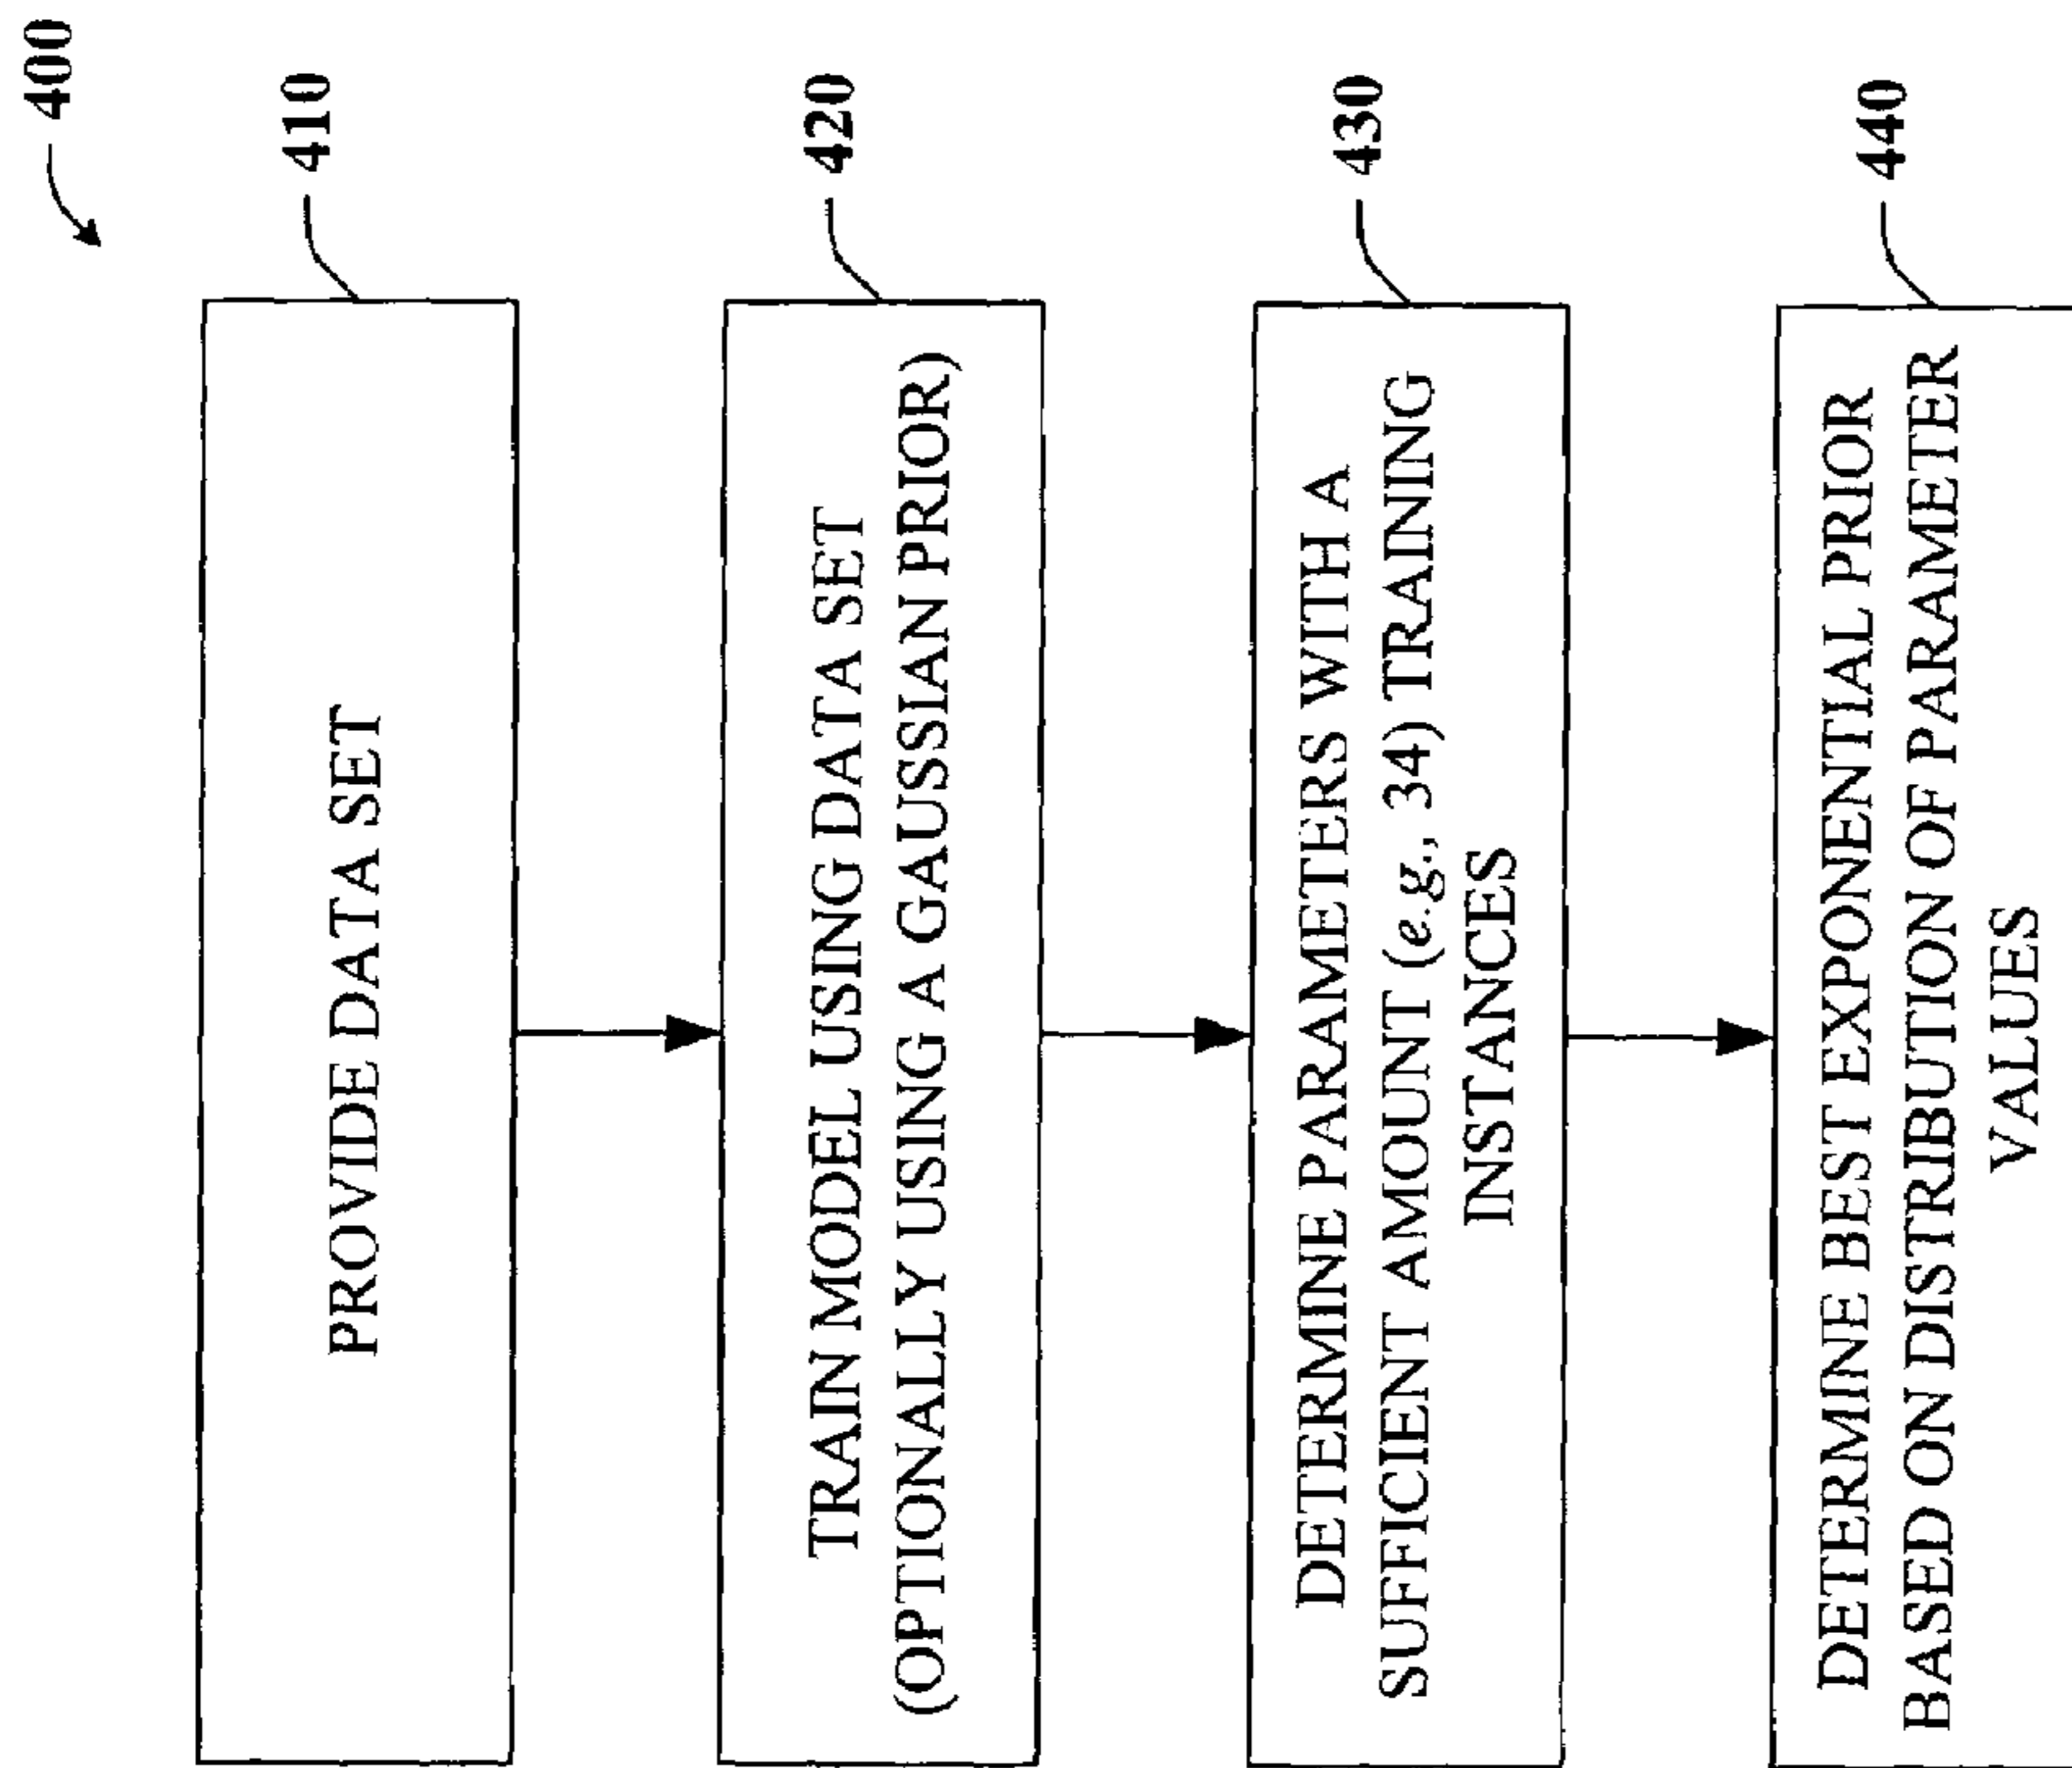 400
410
PROVIDE DATA SET
420
TRAIN MODEL USING DATA SET
(OPTIONALLY USING A GAUSSIAN PRIOR)
430
DETERMINE PARAMETERS WITH A
SUFFICIENT AMOUNT (e.g., 34) TRAINING
INSTANCES
440
DETERMINE BEST EXPONENTIAL PRIOR
BASED ON DISTRIBUTION OF PARAMETER
VALUES